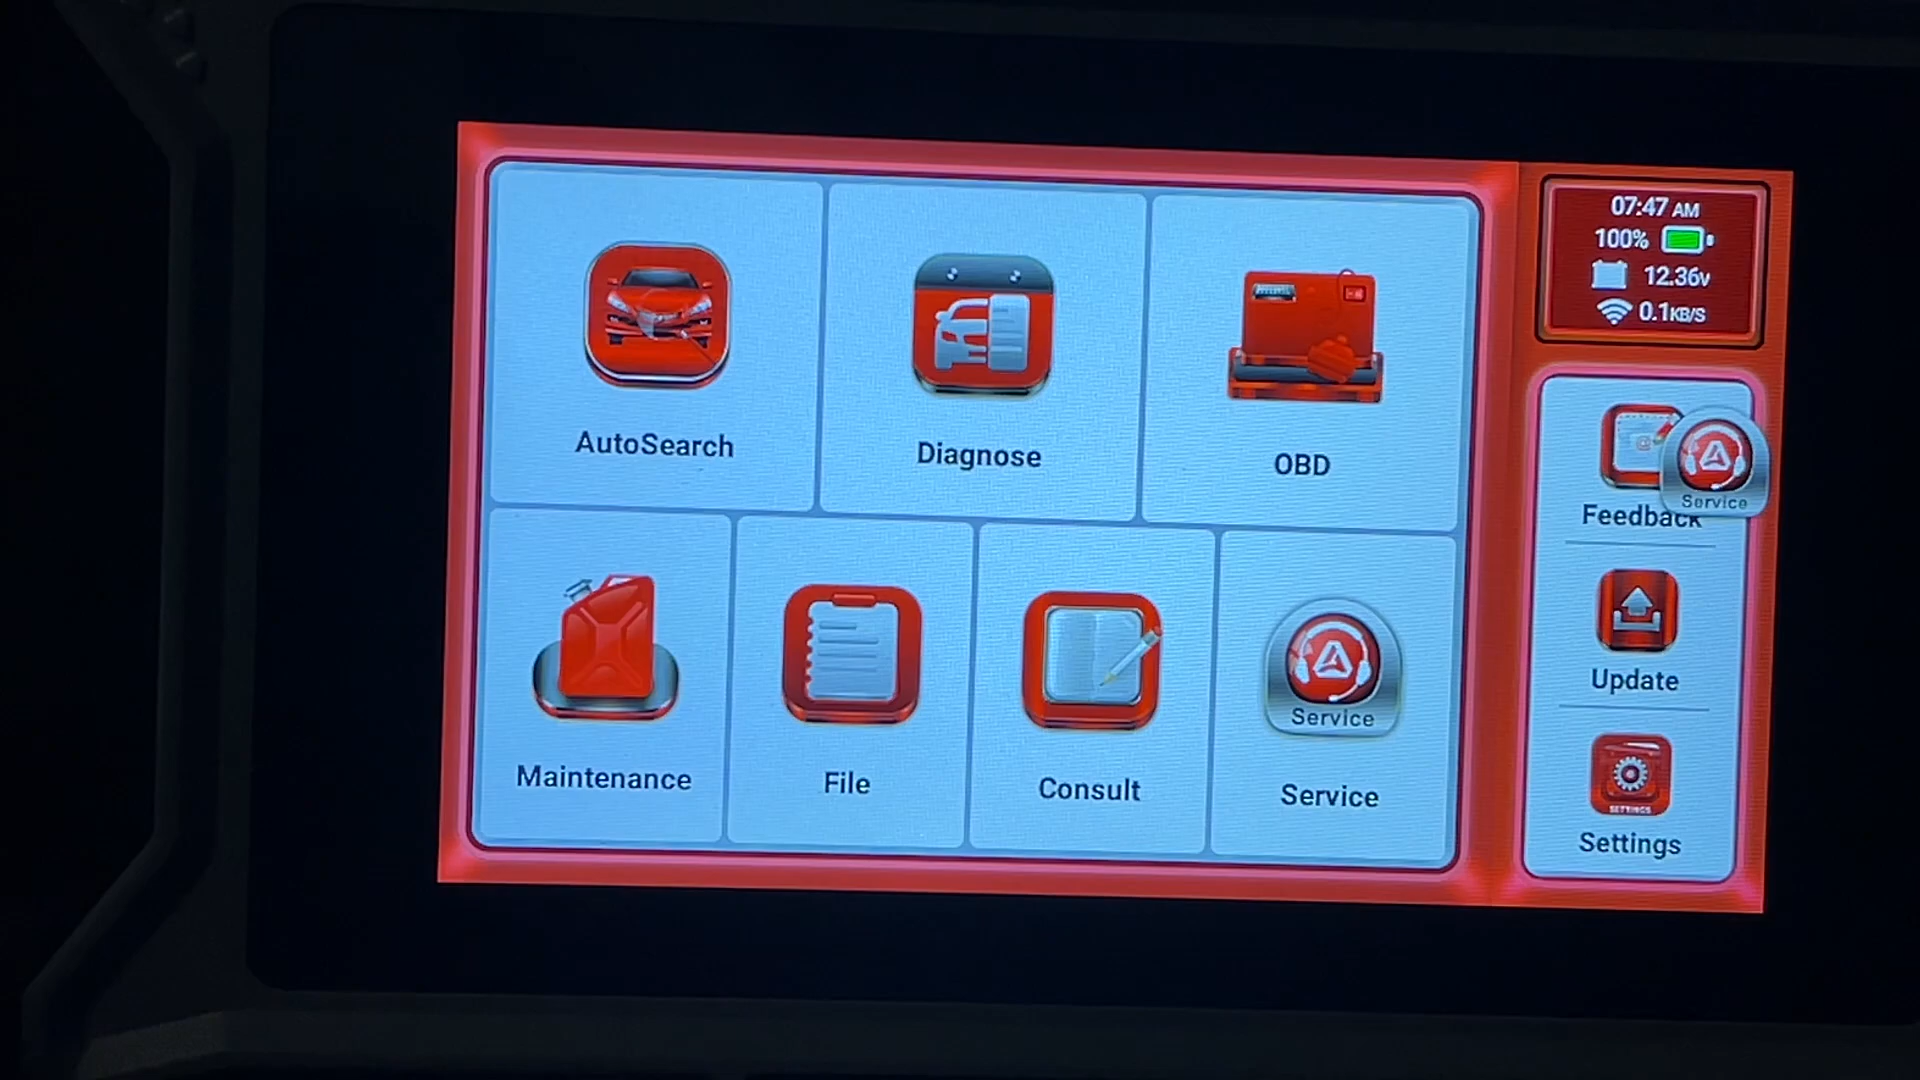 07:47 AM
100%
12.36v
0.1KB/S
AutoSearch
Diagnose
OBD
Maintenance
File
Consult
Service
Service
Feedback
Service
Update
SETTINGS
Settings